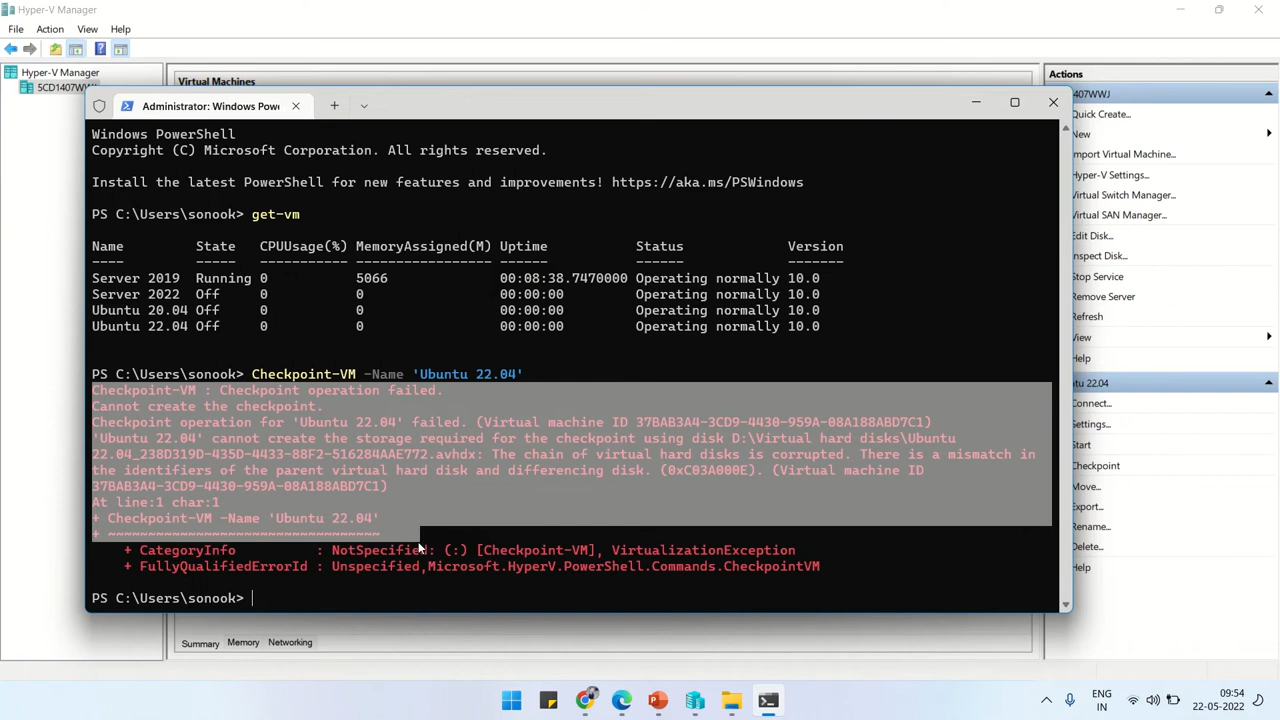 Hyper-V Manager
File Action View Help
Hyper-V Manager
5CD1407WWJ
Virtual Machines
Actions
407WWJ
Quick Create...
New
Import Virtual Machine...
Hyper-V Settings...
Virtual Switch Manager...
Virtual SAN Manager...
Edit Disk...
Inspect Disk...
Stop Service
Remove Server
Refresh
View
Help
ntu 22.04
Connect...
Settings...
Start
Checkpoint
Move...
Export...
Rename...
Delete...
Help
Administrator: Windows Powe
Windows PowerShell
Copyright (C) Microsoft Corporation. All rights reserved.
Install the latest PowerShell for new features and improvements! https://aka.ms/PSWindows
PS C:\Users\sonook> get-vm
Name State CPUUsage(%) MemoryAssigned(M) Uptime Status Version
---- ----- ----------- ----------------- ------ ------ -------
Server 2019 Running 0 5066 00:08:38.7470000 Operating normally 10.0
Server 2022 Off 0 0 00:00:00 Operating normally 10.0
Ubuntu 20.04 Off 0 0 00:00:00 Operating normally 10.0
Ubuntu 22.04 Off 0 0 00:00:00 Operating normally 10.0
PS C:\Users\sonook> Checkpoint-VM -Name 'Ubuntu 22.04'
Checkpoint-VM : Checkpoint operation failed.
Cannot create the checkpoint.
Checkpoint operation for 'Ubuntu 22.04' failed. (Virtual machine ID 37BAB3A4-3CD9-4430-959A-08A188ABD7C1)
'Ubuntu 22.04' cannot create the storage required for the checkpoint using disk D:\Virtual hard disks\Ubuntu
22.04_238D319D-435D-4433-88F2-51628D0AE772.avhdx: The chain of virtual hard disks is corrupted. There is a mismatch in
the identifiers of the parent virtual hard disk and differencing disk. (0xC03A000E). (Virtual machine ID
37BAB3A4-3CD9-4430-959A-08A188ABD7C1)
At line:1 char:1
+ Checkpoint-VM -Name 'Ubuntu 22.04'
+ ~~~~~~~~~~~~~~~~~~~~~~~~~~~~~~~~~~
+ CategoryInfo : NotSpecified: (:) [Checkpoint-VM], VirtualizationException
+ FullyQualifiedErrorId : Unspecified,Microsoft.HyperV.PowerShell.Commands.CheckpointVM
PS C:\Users\sonook>
Summary Memory Networking
ENG
IN
09:54
22-05-2022